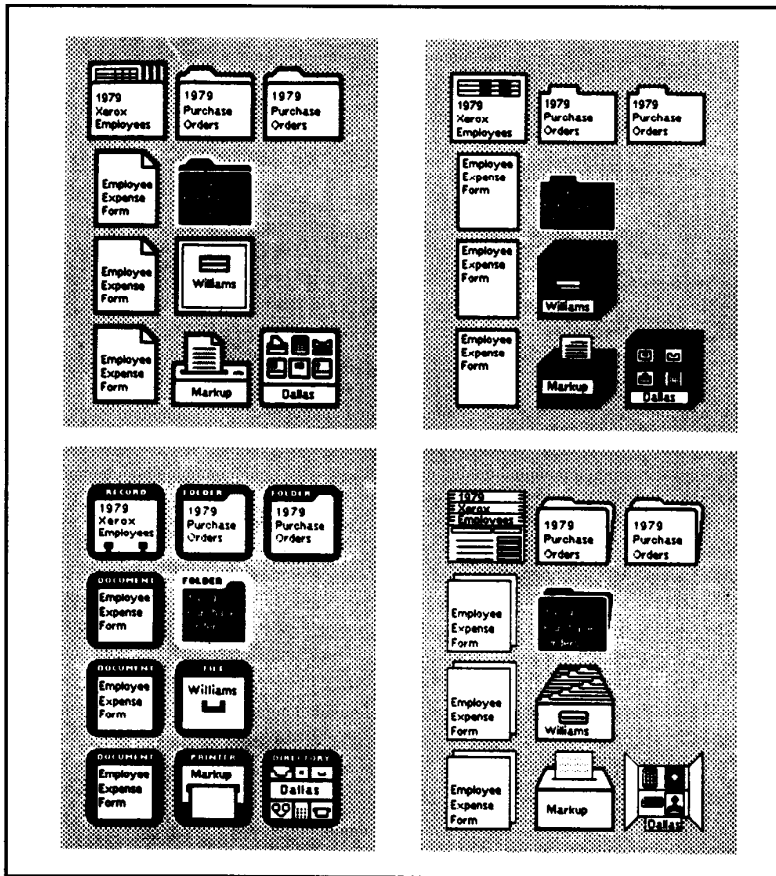 1979
Xerox
Employees
1979
Purchase
Orders
1979
Purchase
Orders
Employee
Expense
Form
Employee
Expense
Form
Williams
Employee
Expense
Form
Markup
Dallas
1979
Xerox
Employees
1979
Purchase
Orders
1979
Purchase
Orders
Employee
Expense
Form
Employee
Expense
Form
Williams
Employee
Expense
Form
Markup
Dallas
RECORD
1979
Xerox
Employees
FOLDER
1979
Purchase
Orders
FOLDER
1979
Purchase
Orders
DOCUMENT
Employee
Expense
Form
FOLDER
DOCUMENT
Employee
Expense
Form
FILE
Williams
DOCUMENT
Employee
Expense
Form
PRINTER
Markup
DIRECTORY
Dallas
1979
Xerox
Employees
1979
Purchase
Orders
1979
Purchase
Orders
Employee
Expense
Form
Employee
Expense
Form
Williams
Employee
Expense
Form
Markup
Dallas